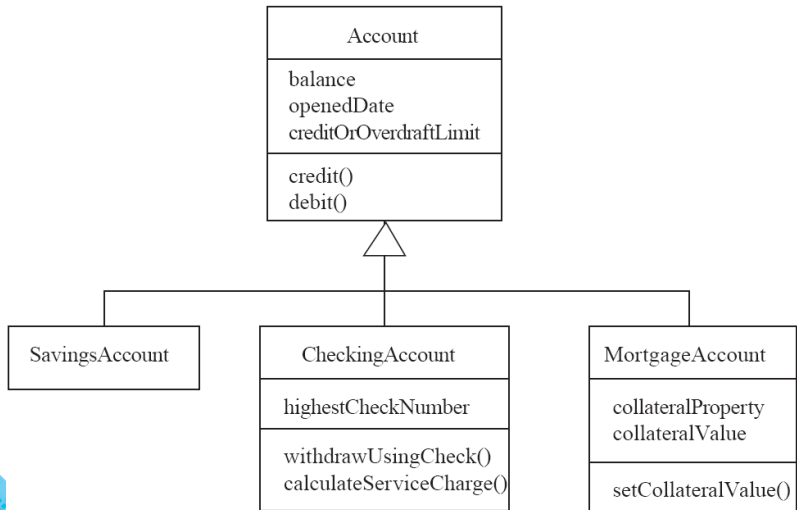 Account
balance
openedDate
creditOrOverdraftLimit
credit()
debit()
SavingsAccount
CheckingAccount
highestCheckNumber
withdrawUsingCheck()
calculateServiceCharge()
MortgageAccount
collateralProperty
collateralValue
setCollateralValue()